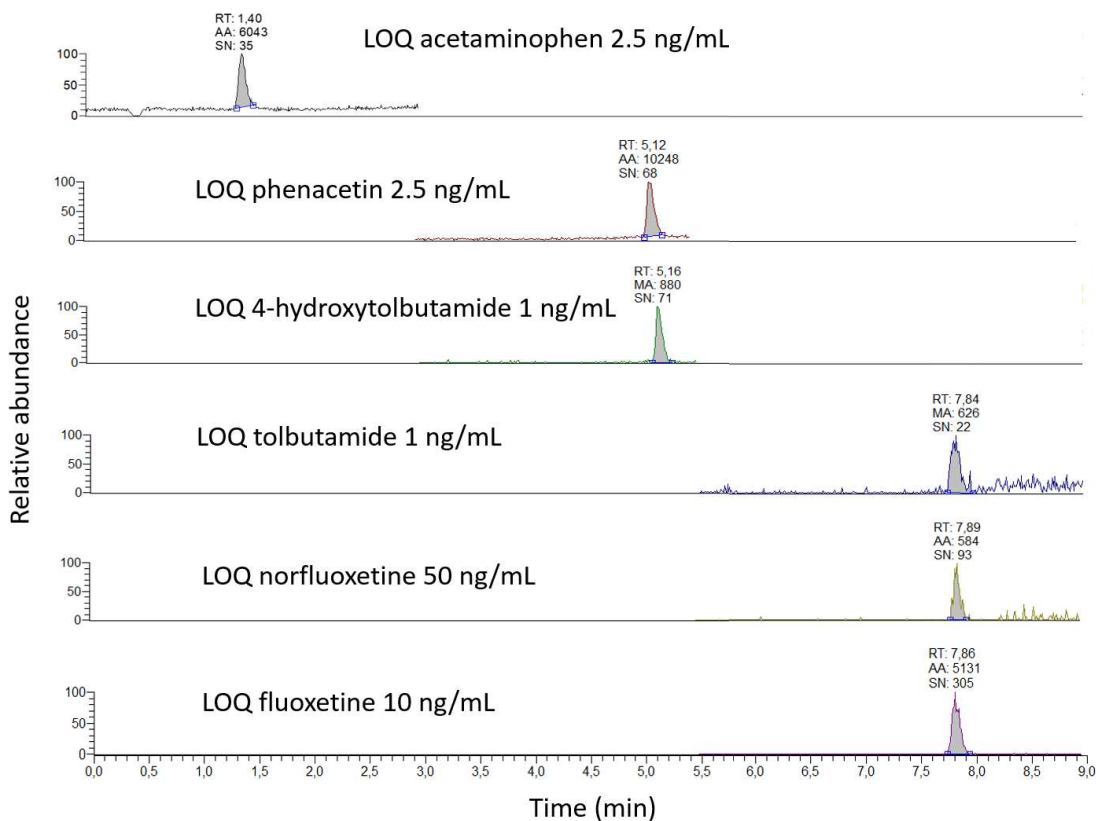 RT: 1,40
AA: 6043
SN: 35
LOQ acetaminophen 2.5 ng/mL
100
50
0
RT: 5,12
AA: 10248
SN: 68
LOQ phenacetin 2.5 ng/mL
100
50
0
RT: 5,16
MA: 880
SN: 71
LOQ 4-hydroxytolbutamide 1 ng/mL
100
50
0
RT: 7,84
MA: 626
SN: 22
LOQ tolbutamide 1 ng/mL
100
50
0
RT: 7,89
AA: 584
SN: 93
LOQ norfluoxetine 50 ng/mL
100
50
0
RT: 7,86
AA: 5131
SN: 305
LOQ fluoxetine 10 ng/mL
100
50
0
Relative abundance
0,0 0,5 1,0 1,5 2,0 2,5 3,0 3,5 4,0 4,5 5,0 5,5 6,0 6,5 7,0 7,5 8,0 8,5 9,0
Time (min)